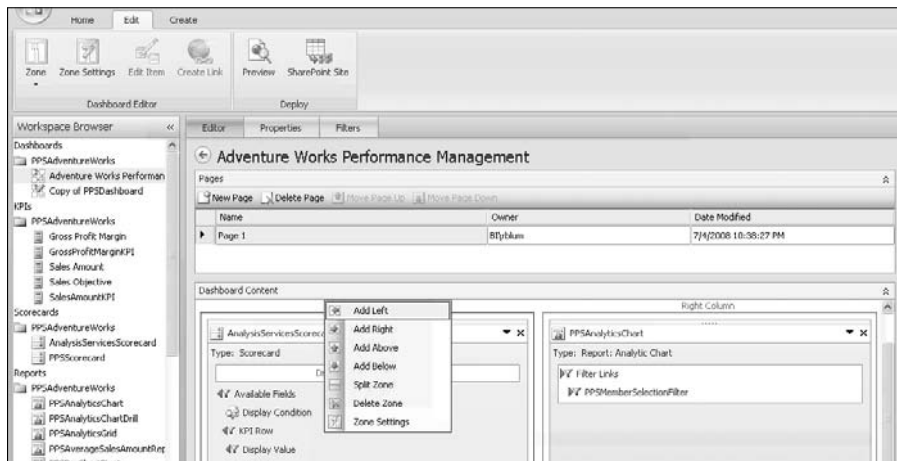 Home Edit Create
Zone Zone Settings Edit Item Create Link Preview SharePoint Site
Dashboard Editor Deploy
Workspace Browser «
Dashboards
PPSAdventureWorks
Adventure Works Performan
Copy of PPSDashboard
KPIs
PPSAdventureWorks
Gross Profit Margin
GrossProfitMarginKPI
Sales Amount
Sales Objective
SalesAmountKPI
Scorecards
PPSAdventureWorks
AnalysisServicesScorecard
PPSScorecard
Reports
PPSAdventureWorks
PPSAnalyticsChart
PPSAnalyticsChartDrill
PPSAnalyticsGrid
PPSAverageSalesAmountRep
Editor Properties Filters
Adventure Works Performance Management
Pages
New Page Delete Page Move Page Up Move Page Down
Name Owner Date Modified
Page 1 7/4/2008 10:38:27 PM
Dashboard Content
Right Column
AnalysisServicesScoreca
Type: Scorecard
Available Fields
Display Condition
KPI Row
Display Value
Add Left
Add Right
Add Above
Add Below
Split Zone
Delete Zone
Zone Settings
PPSAnalyticsChart
Type: Report: Analytic Chart
Filter Links
PPSMemberSelectionFilter